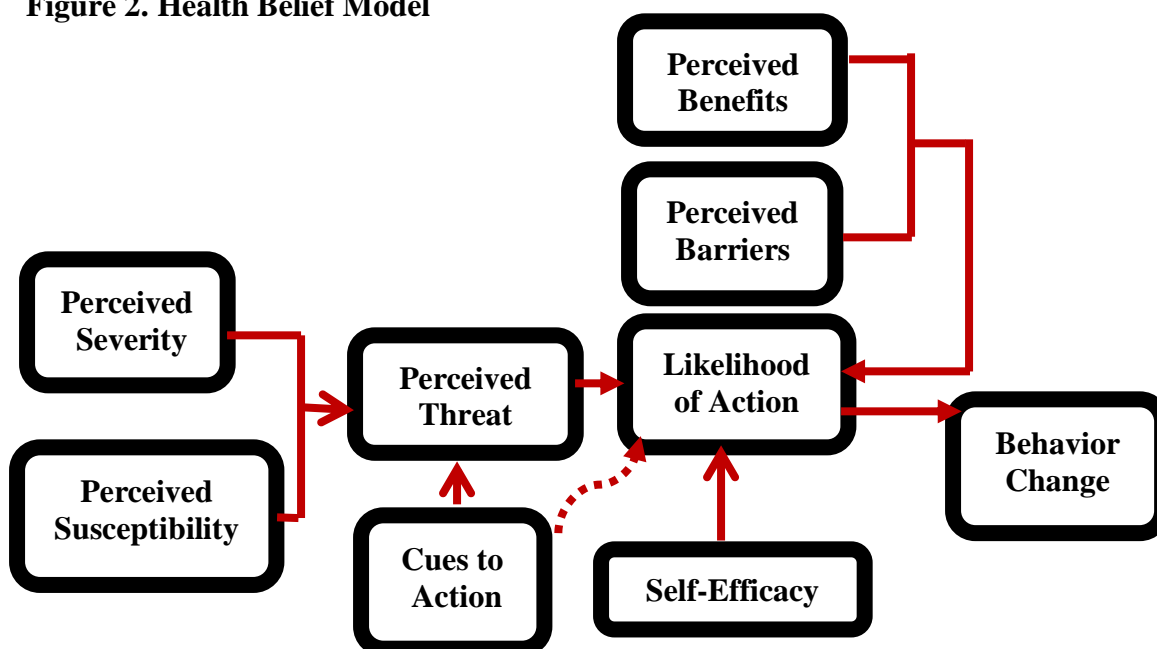 Figure 2. Health Belief Model
Perceived
Benefits
Perceived
Barriers
Perceived
Severity
Perceived
Threat
Likelihood
of Action
Perceived
Susceptibility
Behavior
Change
Cues to
Action
Self-Efficacy